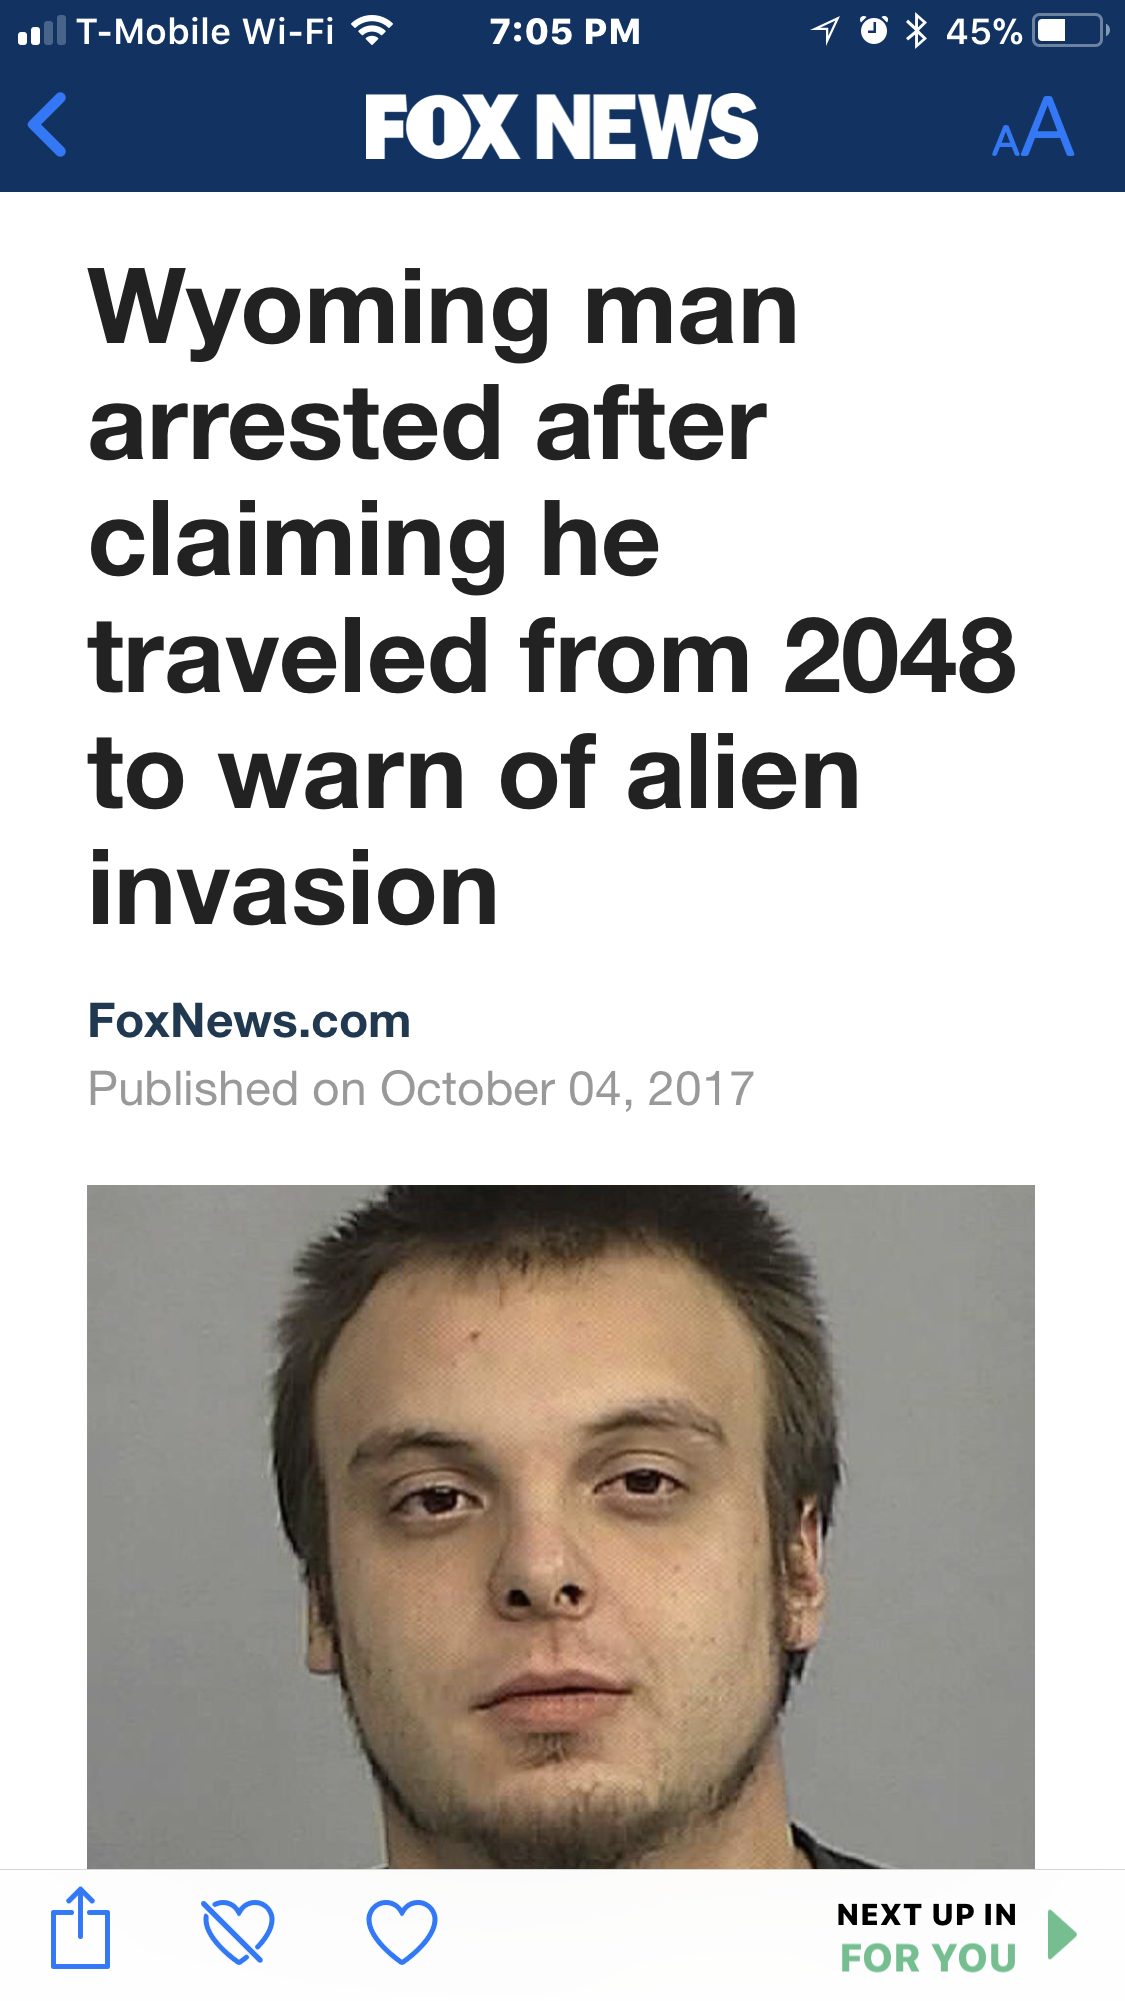 T-Mobile Wi-Fi 7:05 PM 45%
FOX NEWS
AA
Wyoming man
arrested after
claiming he
traveled from 2048
to warn of alien
invasion
FoxNews.com
Published on October 04, 2017
NEXT UP IN
FOR YOU